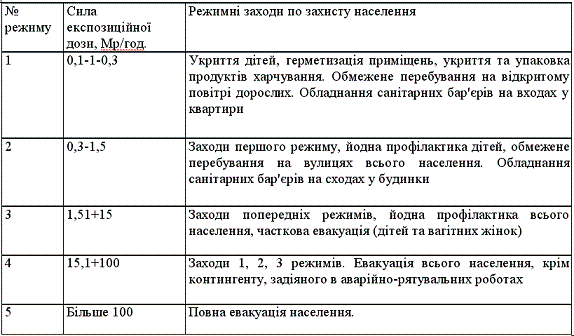 № режиму
Сила експозиційної дози, Мр/год.
Режимні заходи по захисту населення
1
0,1-1-0,3
Укриття дітей, герметизація приміщень, укриття та упаковка
продуктів харчування. Обмежене перебування на відкритому
повітрі дорослих. Обладнання санітарних бар'єрів на входах у
квартири
2
0,3-1,5
Заходи першого режиму, йодна профілактика дітей, обмежене
перебування на вулицях всього населення. Обладнання
санітарних бар'єрів на сходах у будинки
3
1,51+15
Заходи попередніх режимів, йодна профілактика всього
населення, часткова евакуація (дітей та вагітних жінок)
4
15,1+100
Заходи 1, 2, 3 режимів. Евакуація всього населення, крім
контингенту, задіяного в аварійно-рятувальних роботах
5
Більше 100
Повна евакуація населення.